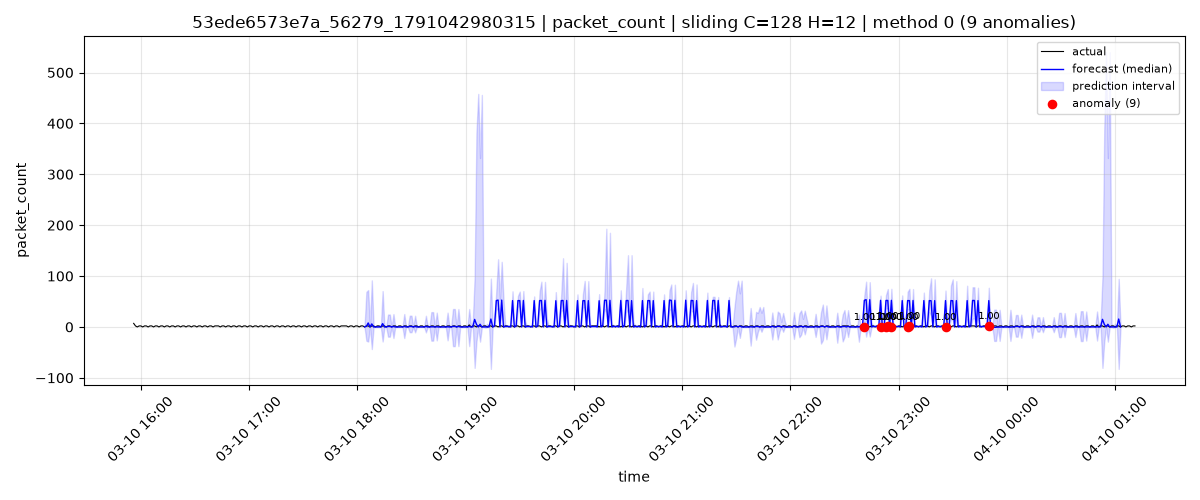 53ede6573e7a_56279_1791042980315 | packet_count | sliding C=128 H=12 | method 0 (9 anomalies)
actual
forecast (median)
prediction interval
anomaly (9)
packet_count
500
400
300
200
100
0
−100
1.00
1.00
1.00
03-10 16:00
03-10 17:00
03-10 18:00
03-10 19:00
03-10 20:00
03-10 21:00
03-10 22:00
03-10 23:00
04-10 00:00
04-10 01:00
time